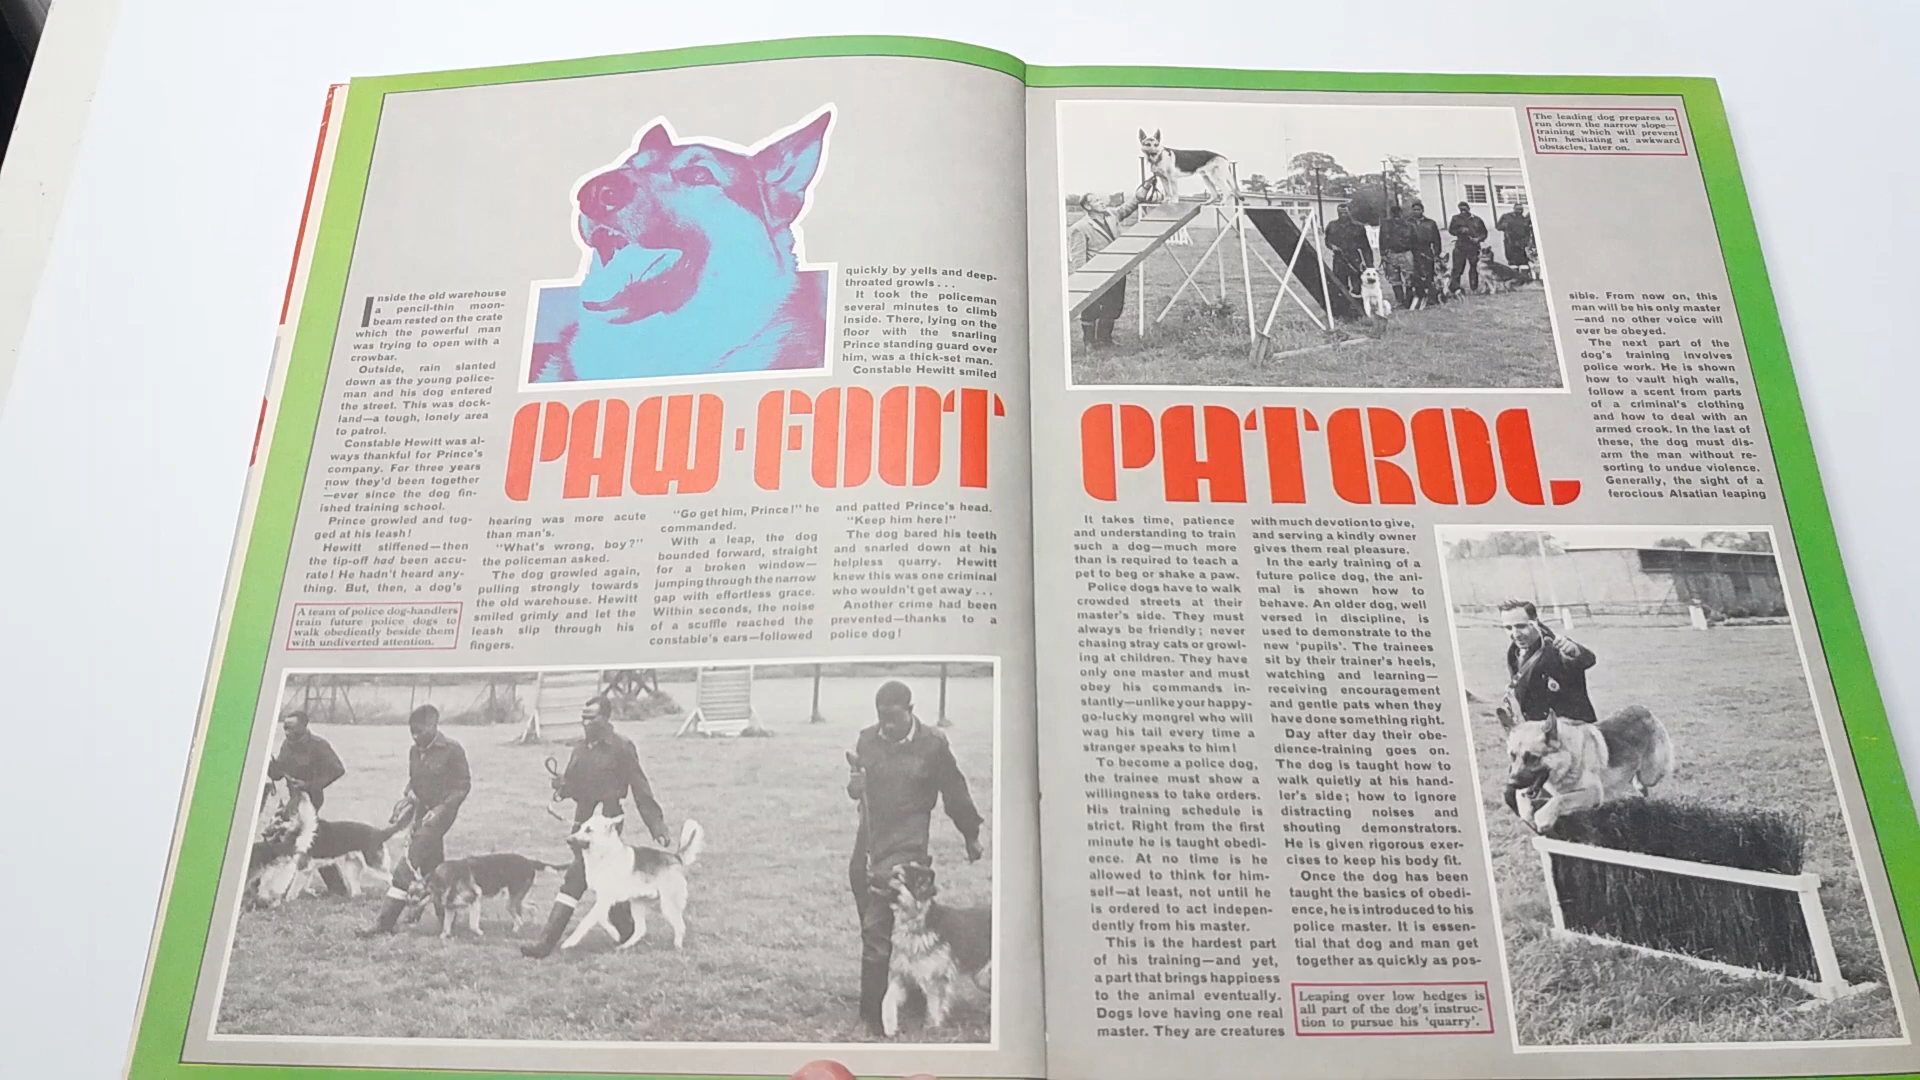 PAW-FOOT PATROL
Inside the old warehouse
a pencil-thin moon-
beam rested on the crate
which the powerful man
was trying to open with a
crowbar.
Outside, rain slanted
down as the young police-
man and his dog entered
the street. This was dock-
land—a tough, lonely area
to patrol.
Constable Hewitt was al-
ways thankful for Prince's
company. For three years
now they'd been together
—ever since the dog fin-
ished training school.
Prince growled and tug-
ged at his leash!
Hewitt stiffened—then
the tip-off had been accu-
rate! He hadn't heard any-
thing. But, then, a dog's
hearing was more acute
than man's.
"What's wrong, boy?"
the policeman asked.
The dog growled again,
pulling strongly towards
the old warehouse. Hewitt
smiled grimly and let the
leash slip through his
fingers.
"Go get him, Prince!" he
commanded.
With a leap, the dog
bounded forward, straight
for a broken window—
jumping through the narrow
gap with effortless grace.
Within seconds, the noise
of a scuffle reached the
constable's ears—followed
quickly by yells and deep-
throated growls...
It took the policeman
several minutes to climb
inside. There, lying on the
floor with the snarling
Prince standing guard over
him, was a thick-set man.
Constable Hewitt smiled
and patted Prince's head.
"Keep him here!"
The dog bared his teeth
and snarled down at his
helpless quarry. Hewitt
knew this was one criminal
who wouldn't get away...
Another crime had been
prevented—thanks to a
police dog!
A team of police dog-handlers
train future police dogs to
walk obediently beside them
with undiverted attention.
The leading dog prepares to
run down the narrow slope—
training which will prevent
him hesitating at awkward
obstacles, later on.
It takes time, patience
and understanding to train
such a dog—much more
than is required to teach a
pet to beg or shake a paw.
Police dogs have to walk
crowded streets at their
master's side. They must
always be friendly; never
chasing stray cats or growl-
ing at children. They have
only one master and must
obey his commands in-
stantly—unlike your happy-
go-lucky mongrel who will
wag his tail every time a
stranger speaks to him!
To become a police dog,
the trainee must show a
willingness to take orders.
His training schedule is
strict. Right from the first
minute he is taught obedi-
ence. At no time is he
allowed to think for him-
self—at least, not until he
is ordered to act indepen-
dently from his master.
This is the hardest part
of his training—and yet,
a part that brings happiness
to the animal eventually.
Dogs love having one real
master. They are creatures
with much devotion to give,
and serving a kindly owner
gives them real pleasure.
In the early training of a
future police dog, the ani-
mal is shown how to
behave. An older dog, well
versed in discipline, is
used to demonstrate to the
new 'pupils'. The trainees
sit by their trainer's heels,
watching and learning—
receiving encouragement
and gentle pats when they
have done something right.
Day after day their obe-
dience-training goes on.
The dog is taught how to
walk quietly at his hand-
ler's side; how to ignore
distracting noises and
shouting demonstrators.
He is given rigorous exer-
cises to keep his body fit.
Once the dog has been
taught the basics of obedi-
ence, he is introduced to his
police master. It is essen-
tial that dog and man get
together as quickly as pos-
sible. From now on, this
man will be his only master
—and no other voice will
ever be obeyed.
The next part of the
dog's training involves
police work. He is shown
how to vault high walls,
follow a scent from parts
of a criminal's clothing
and how to deal with an
armed crook. In the last of
these, the dog must dis-
arm the man without re-
sorting to undue violence.
Generally, the sight of a
ferocious Alsatian leaping
Leaping over low hedges is
all part of the dog's instruc-
tion to pursue his 'quarry'.